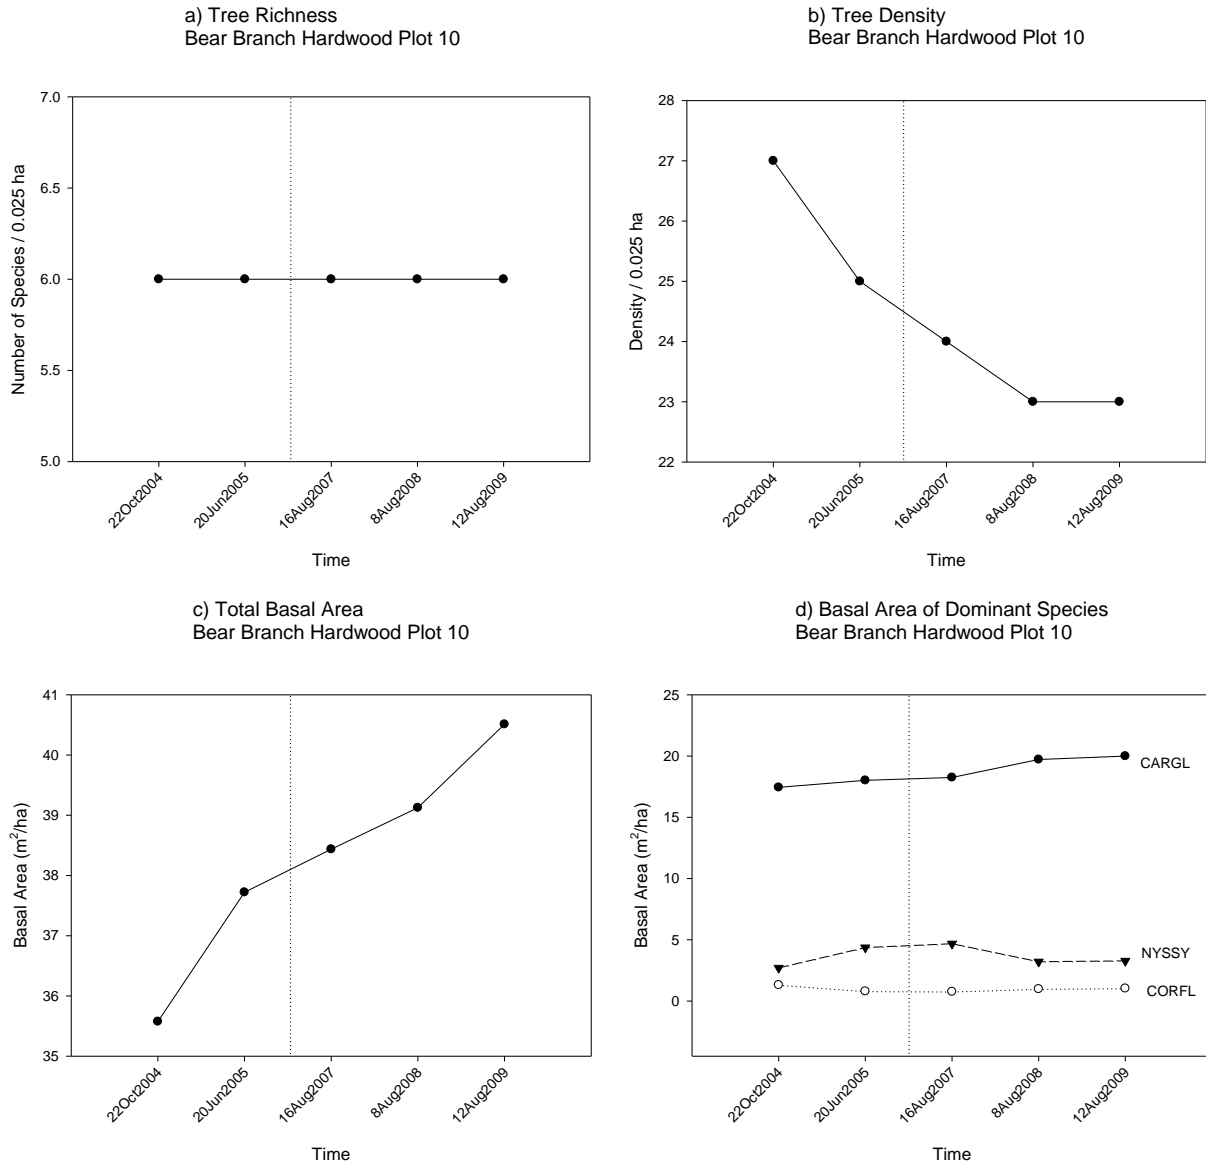 a) Tree Richness
Bear Branch Hardwood Plot 10
7.0
6.5
6.0
5.5
5.0
Number of Species / 0.025 ha
22Oct2004
20Jun2005
16Aug2007
8Aug2008
12Aug2009
Time
b) Tree Density
Bear Branch Hardwood Plot 10
28
27
26
25
24
23
22
Density / 0.025 ha
22Oct2004
20Jun2005
16Aug2007
8Aug2008
12Aug2009
Time
c) Total Basal Area
Bear Branch Hardwood Plot 10
41
40
39
38
37
36
35
Basal Area (m²/ha)
22Oct2004
20Jun2005
16Aug2007
8Aug2008
12Aug2009
Time
d) Basal Area of Dominant Species
Bear Branch Hardwood Plot 10
25
20
15
10
5
0
Basal Area (m²/ha)
CARGL
NYSSY
CORFL
22Oct2004
20Jun2005
16Aug2007
8Aug2008
12Aug2009
Time